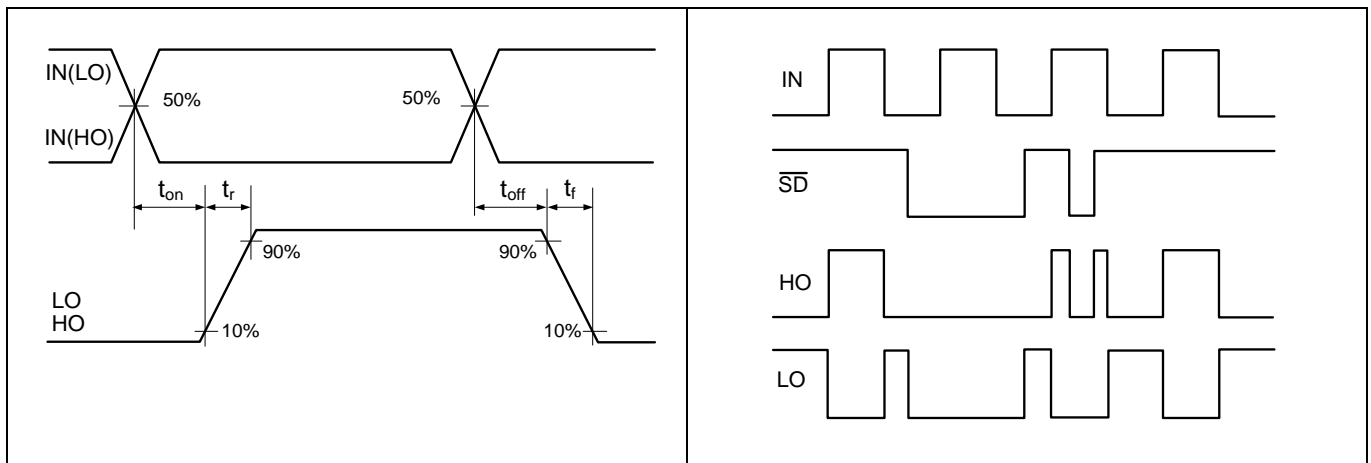 IN(LO)
50%
50%
IN(HO)
ton
tr
toff
tf
90%
90%
LO
HO
10%
10%
IN
SD
HO
LO